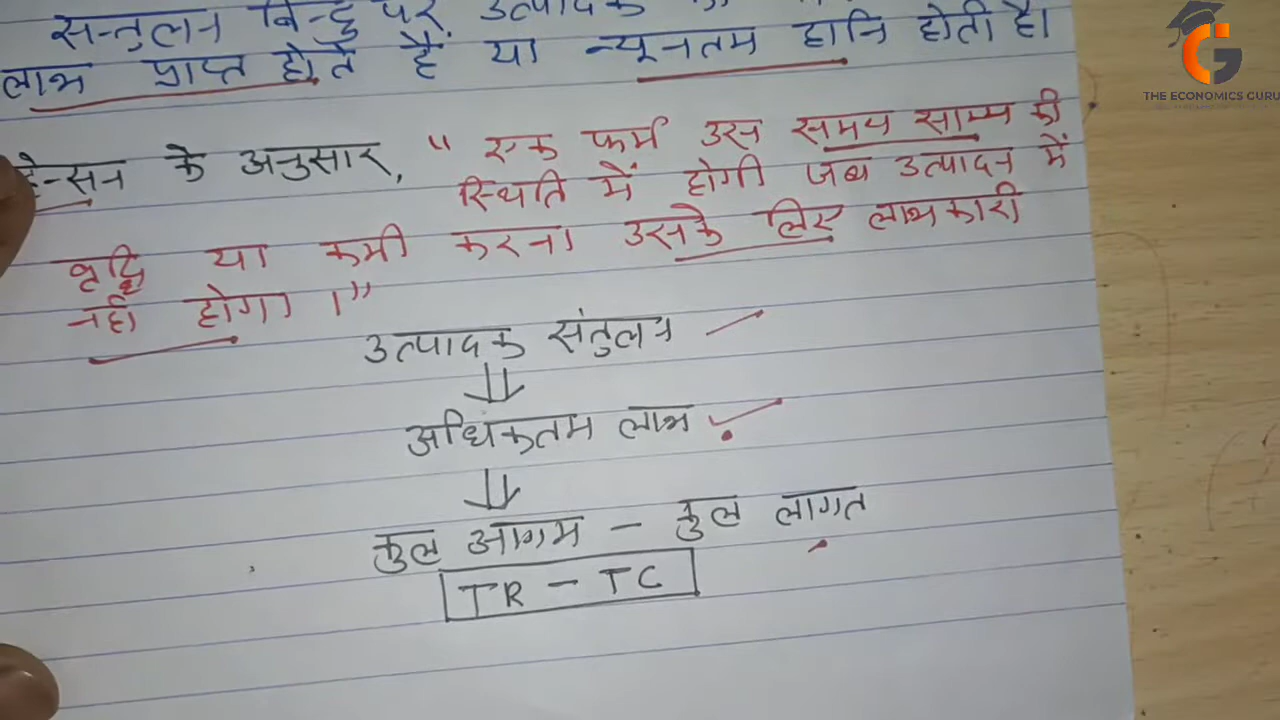 सन्तुलन बिन्दु पर उत्पादक
लाभ प्राप्त होते हैं या न्यूनतम हानि होती है।
हेन्सन के अनुसार, " एक फर्म उस समय साम्य की
स्थिति में होगी जब उत्पादन में
वृद्धि या कमी करना उसके लिए लाभकारी
नहीं होगा ।"
उत्पादक संतुलन
अधिकतम लाभ
कुल आगम - कुल लागत
TR - TC
G
THE ECONOMICS GURU